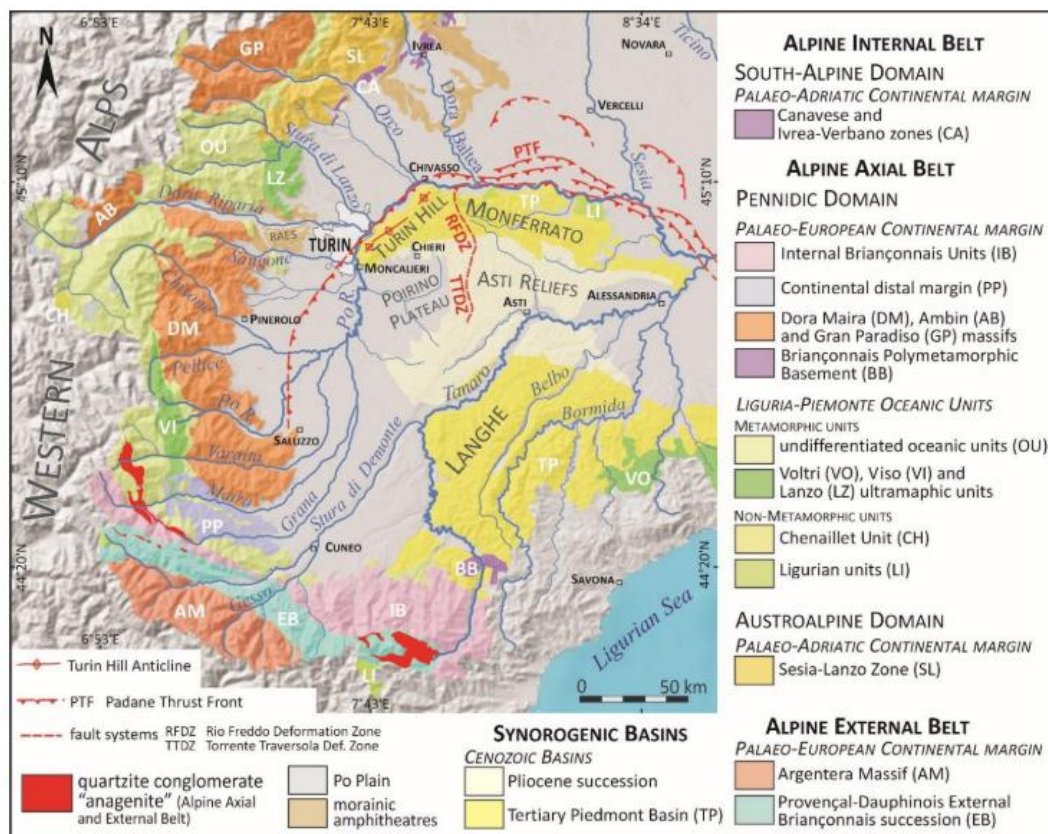 6°53'E
7°43'E
8°34'E
N
GP
SL
IVREA
NOVARA
Ticino
CA
ALPS
Orco
Dora Baltea
VERCELLI
OU
Stura di Lanzo
CHIVASSO
PTF
Sesia
45°10'N
45°10'N
LZ
Dora Riparia
AB
TP
LI
RAES
TURIN
TURIN HILL
RFDZ
MONFERRATO
Sangone
CHIERI
MONCALIERI
CH
Chisone
POIRINO
PLATEAU
TTDZ
ASTI RELIEFS
ASTI
ALESSANDRIA
Po R.
PINEROLO
DM
Pellice
Tanaro
Belbo
Bormida
WESTERN
Po R.
SALUZZO
VI
Varaita
LANGHE
Stura di Demonte
TP
VO
Maira
Grana
PP
44°20'N
CUNEO
44°20'N
BB
SAVONA
AM
Gesso
EB
IB
Ligurian Sea
6°53'E
LI
7°43'E
0
50 km
Turin Hill Anticline
PTF Padane Thrust Front
fault systems RFDZ Rio Freddo Deformation Zone
TTDZ Torrente Traversola Def. Zone
quartzite conglomerate
"anagenite" (Alpine Axial
and External Belt)
Po Plain
morainic
amphitheatres
SYNOROGENIC BASINS
CENOZOIC BASINS
Pliocene succession
Tertiary Piedmont Basin (TP)
ALPINE INTERNAL BELT
SOUTH-ALPINE DOMAIN
PALAEO-ADRIATIC CONTINENTAL MARGIN
Canavese and
Ivrea-Verbano zones (CA)
ALPINE AXIAL BELT
PENNIDIC DOMAIN
PALAEO-EUROPEAN CONTINENTAL MARGIN
Internal Briançonnais Units (IB)
Continental distal margin (PP)
Dora Maira (DM), Ambin (AB)
and Gran Paradiso (GP) massifs
Briançonnais Polymetamorphic
Basement (BB)
LIGURIA-PIEMONTE OCEANIC UNITS
METAMORPHIC UNITS
undifferentiated oceanic units (OU)
Voltri (VO), Viso (VI) and
Lanzo (LZ) ultramaphic units
NON-METAMORPHIC UNITS
Chenaillet Unit (CH)
Ligurian units (LI)
AUSTROALPINE DOMAIN
PALAEO-ADRIATIC CONTINENTAL MARGIN
Sesia-Lanzo Zone (SL)
ALPINE EXTERNAL BELT
PALAEO-EUROPEAN CONTINENTAL MARGIN
Argentera Massif (AM)
Provençal-Dauphinois External
Briançonnais succession (EB)